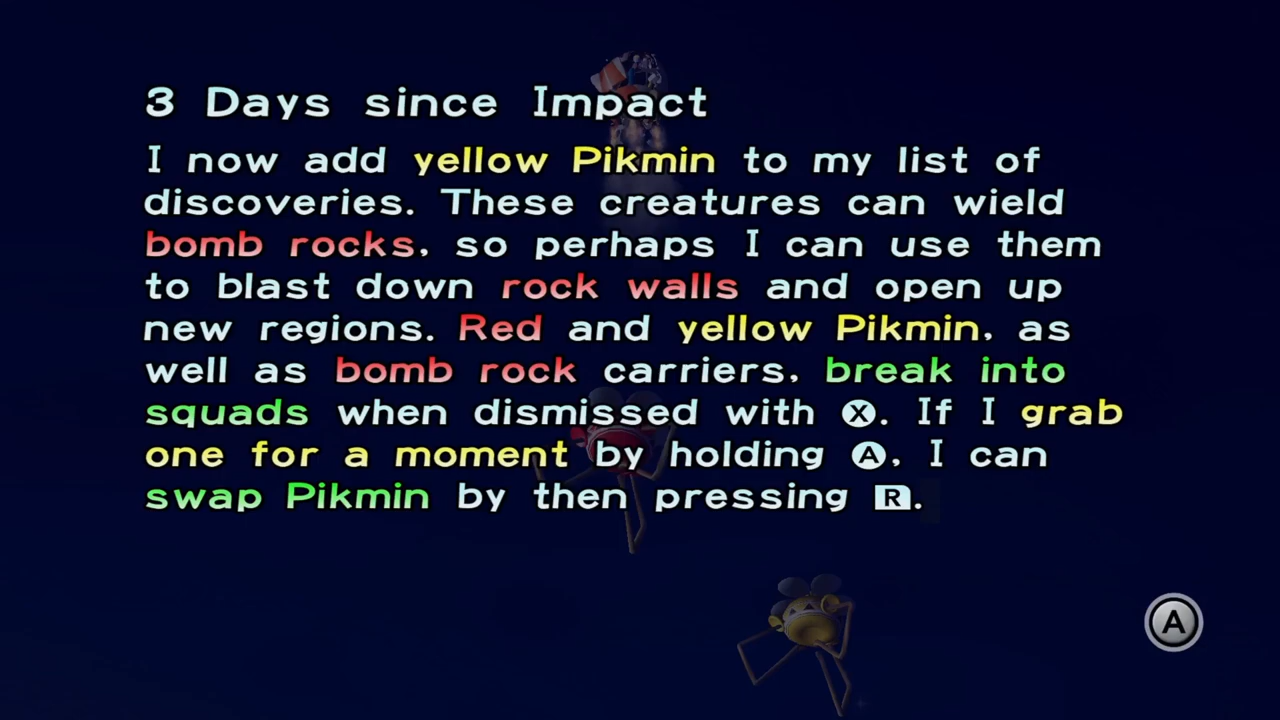 3 Days since Impact
I now add yellow Pikmin to my list of
discoveries. These creatures can wield
bomb rocks, so perhaps I can use them
to blast down rock walls and open up
new regions. Red and yellow Pikmin, as
well as bomb rock carriers, break into
squads when dismissed with X. If I grab
one for a moment by holding A, I can
swap Pikmin by then pressing R.
A